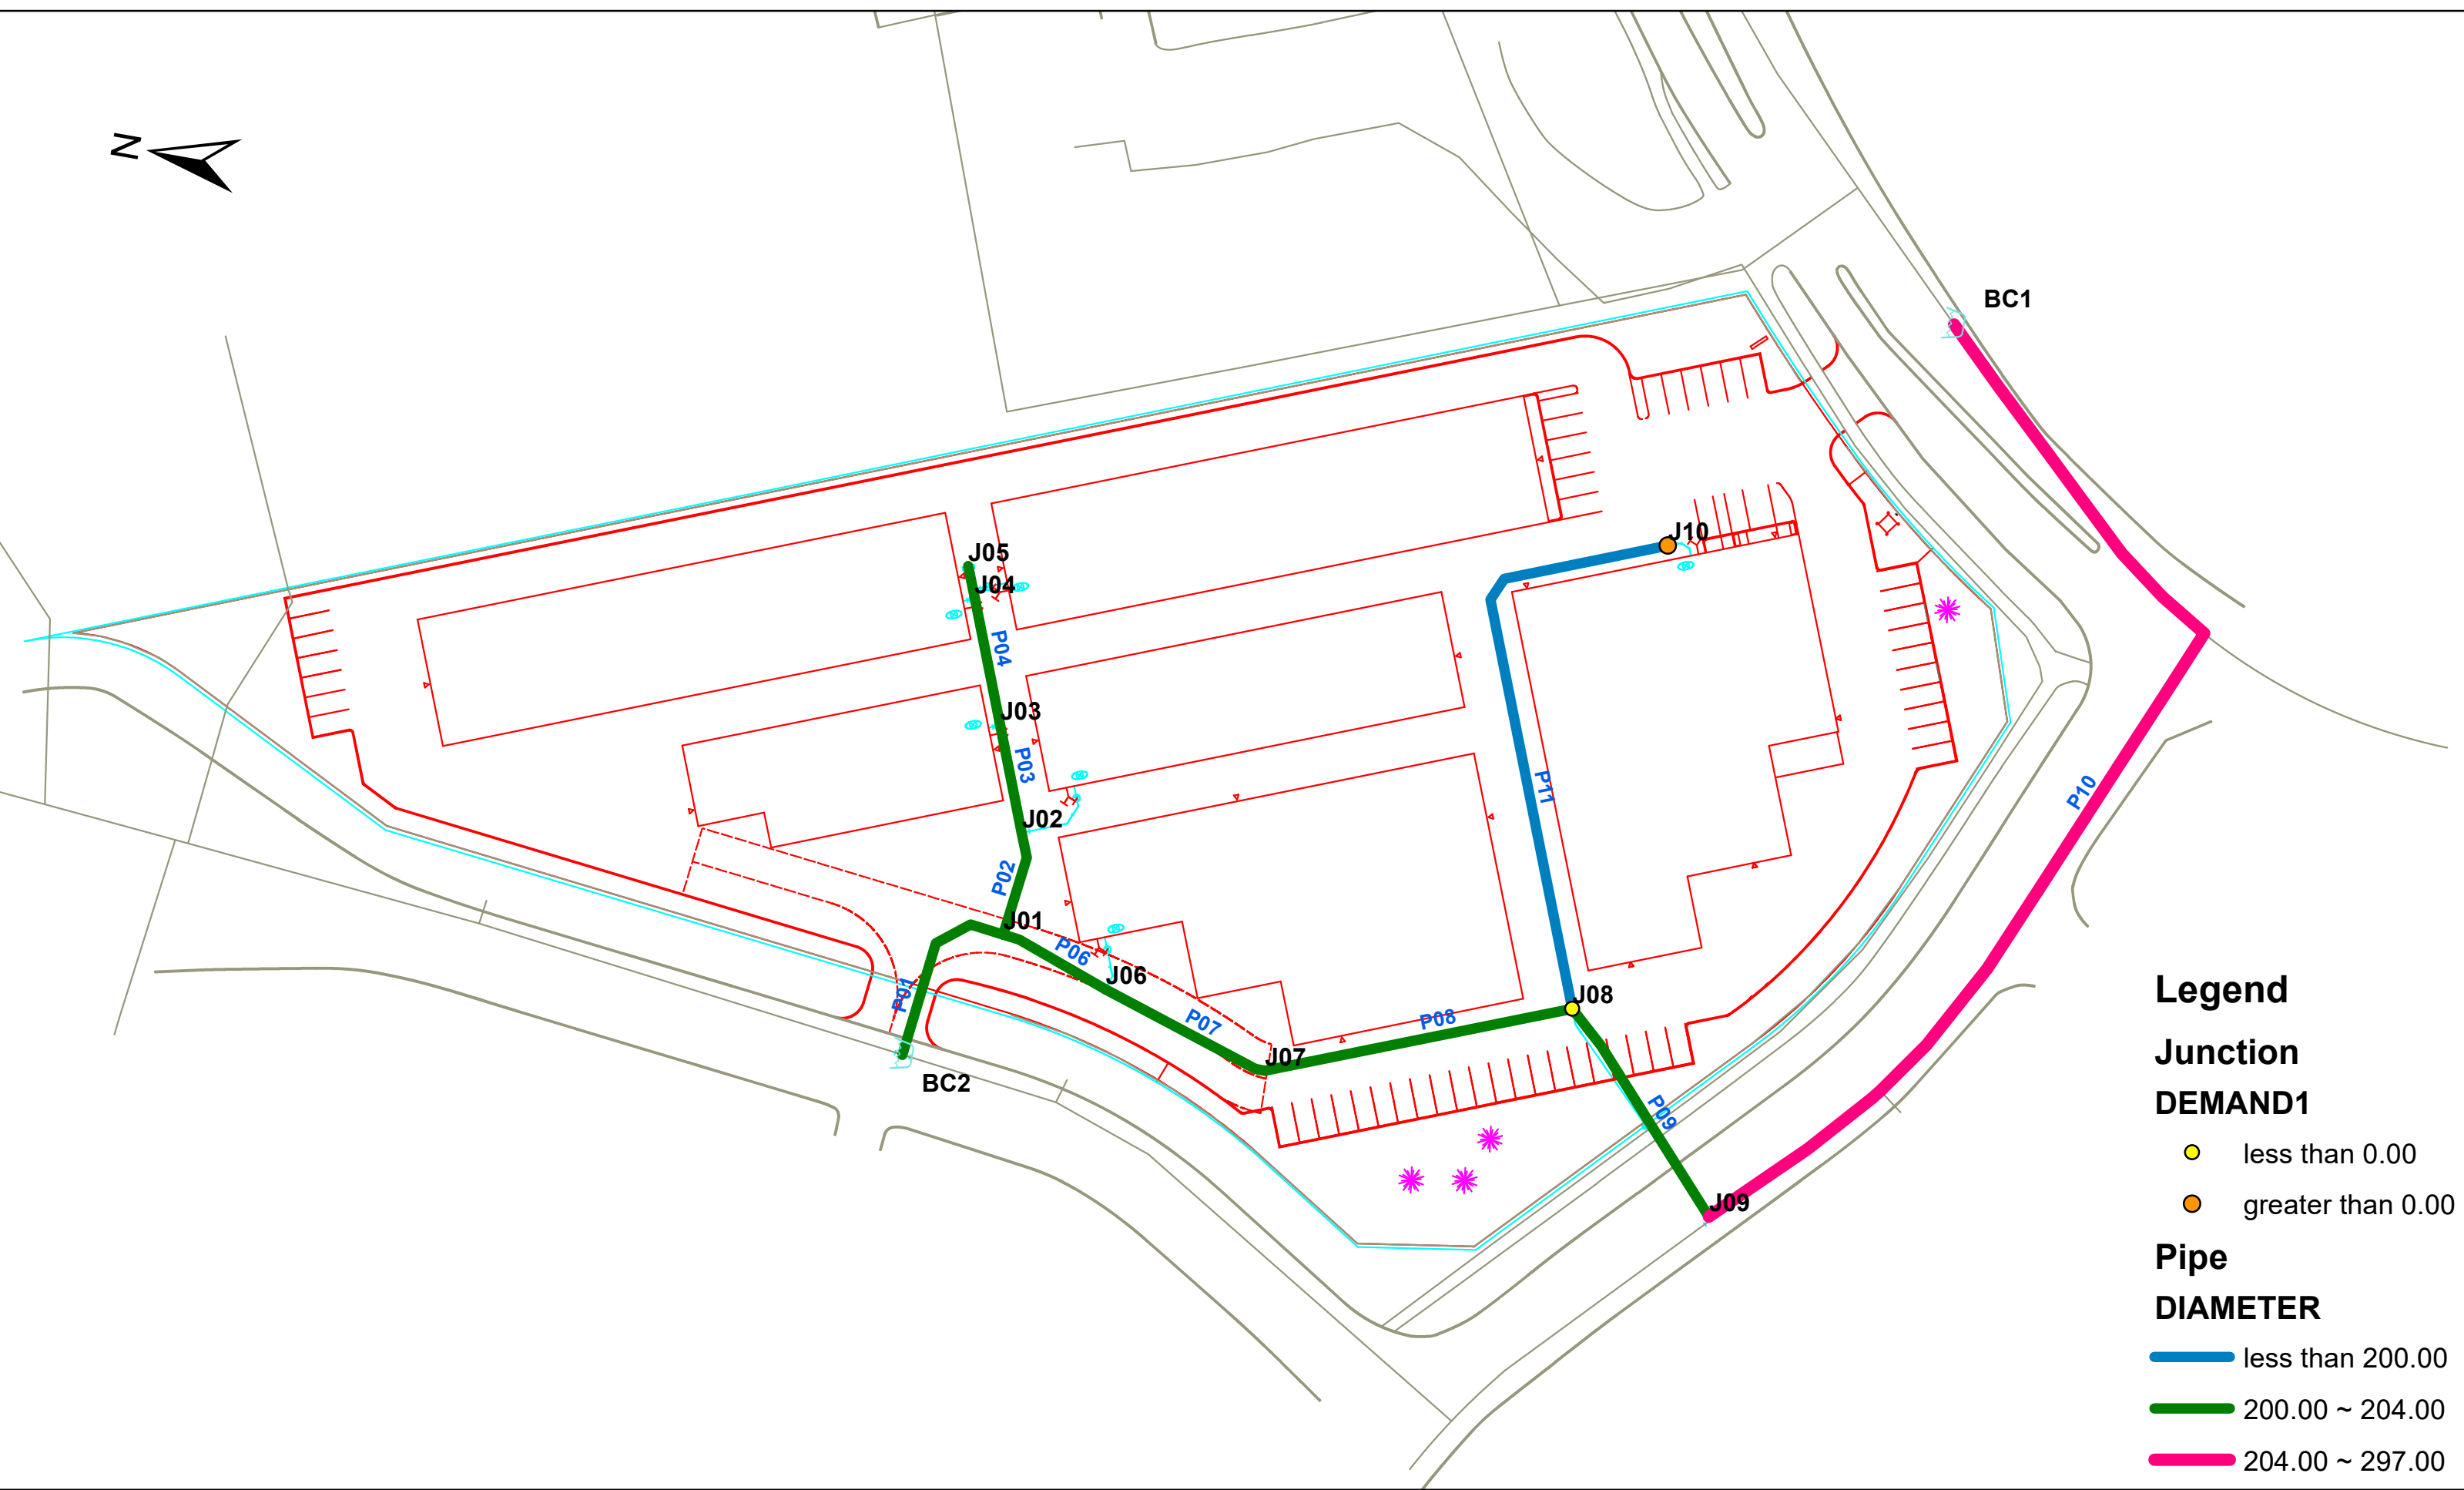 N
BC1
J10
J05
J04
P04
J03
P03
P11
P10
J02
P02
J01
P06
J06
P01
J08
P07
P08
J07
BC2
P09
J09
Legend
Junction
DEMAND1
less than 0.00
greater than 0.00
Pipe
DIAMETER
less than 200.00
200.00 ~ 204.00
204.00 ~ 297.00